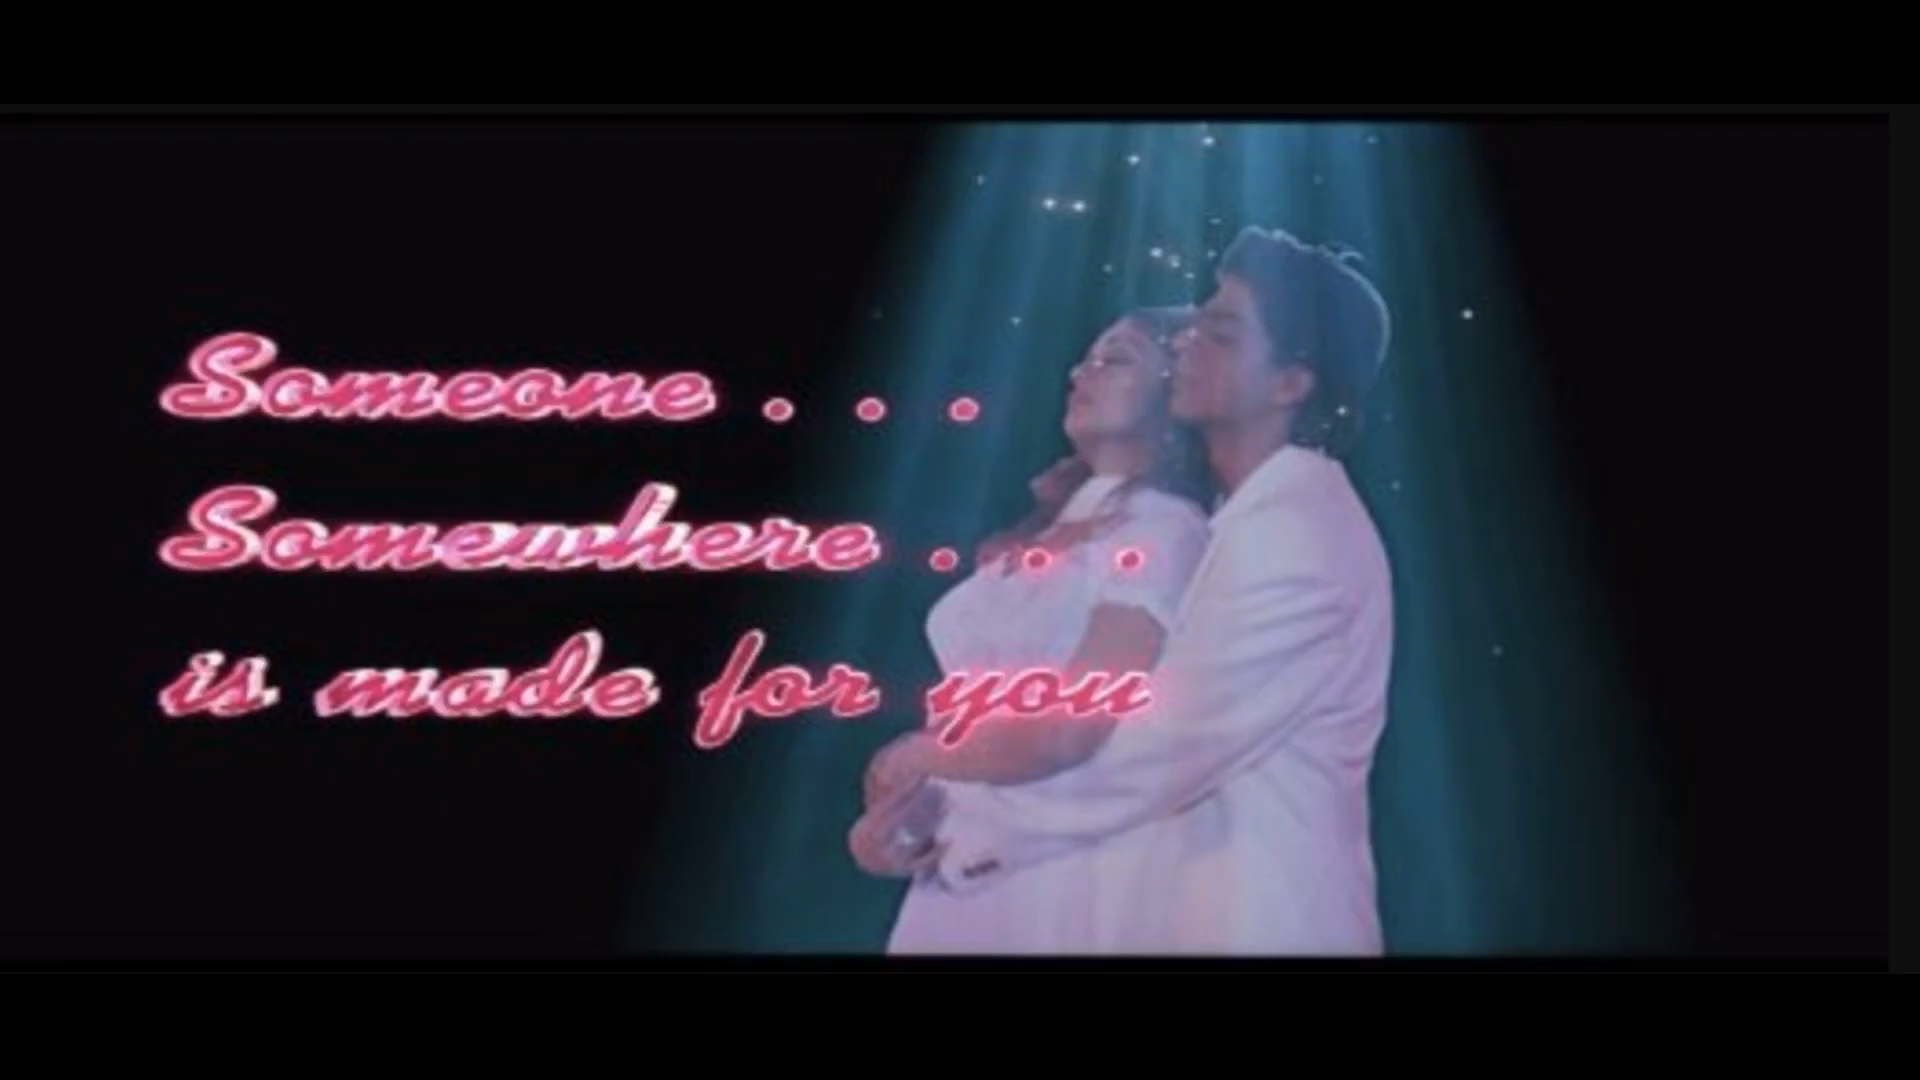 Someone . . .
Somewhere . . .
is made for you